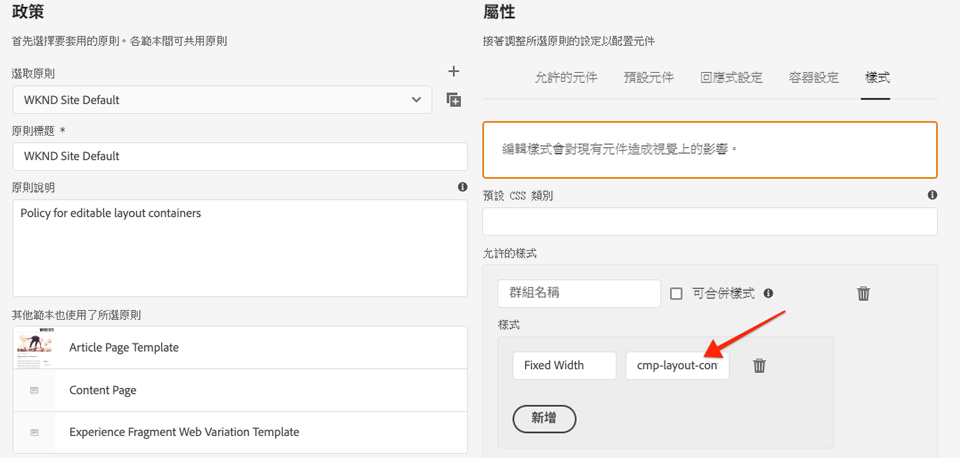 政策
首先選擇要套用的原則。各範本間可共用原則
選取原則
WKND Site Default
原則標題 *
WKND Site Default
原則說明
Policy for editable layout containers
其他範本也使用了所選原則
Article Page Template
Content Page
Experience Fragment Web Variation Template
屬性
接著調整所選原則的設定以配置元件
允許的元件 預設元件 回應式設定 容器設定 樣式
編輯樣式會對現有元件造成視覺上的影響。
預設 CSS 類別
允許的樣式
群組名稱 可合併樣式
樣式
Fixed Width cmp-layout-con
新增